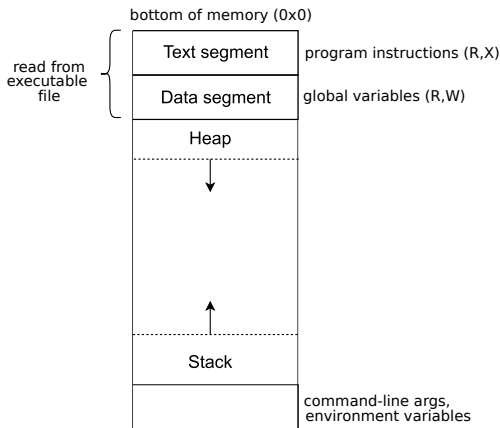 bottom of memory (0x0)
read from
executable
file
Text segment
program instructions (R,X)
Data segment
global variables (R,W)
Heap
Stack
command-line args,
environment variables